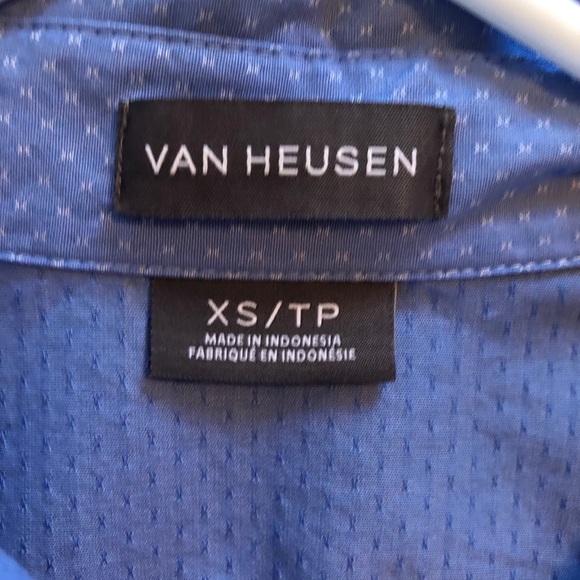 VAN HEUSEN
XS/TP
MADE IN INDONESIA
FABRIQUÉ EN INDONÉSIE